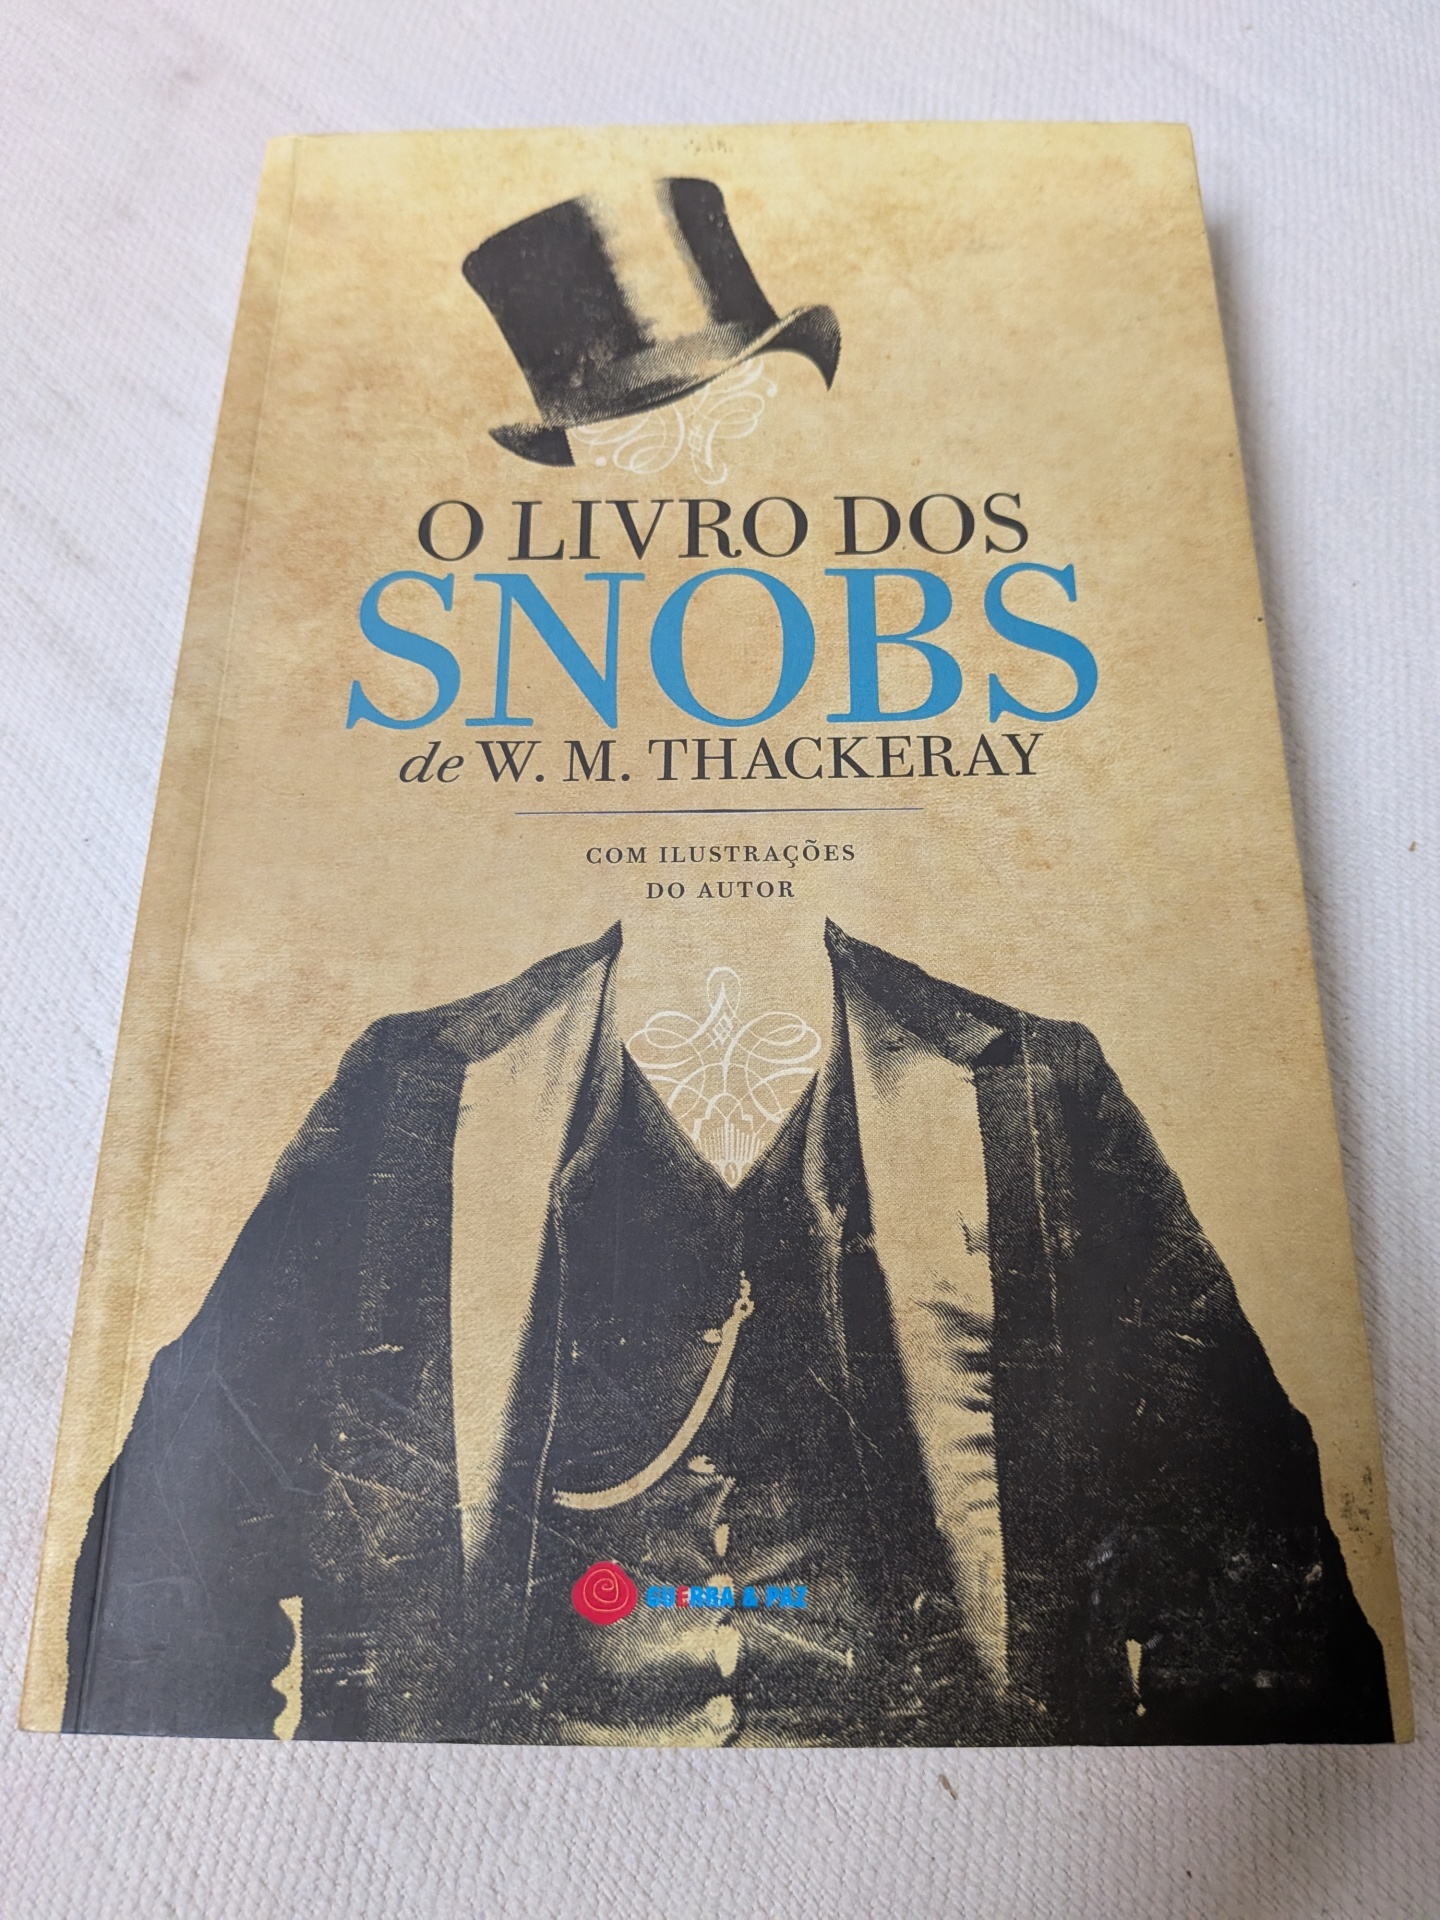 O LIVRO DOS
SNOBS
de W. M. THACKERAY
COM ILUSTRAÇÕES
DO AUTOR
GUERRA & PAZ